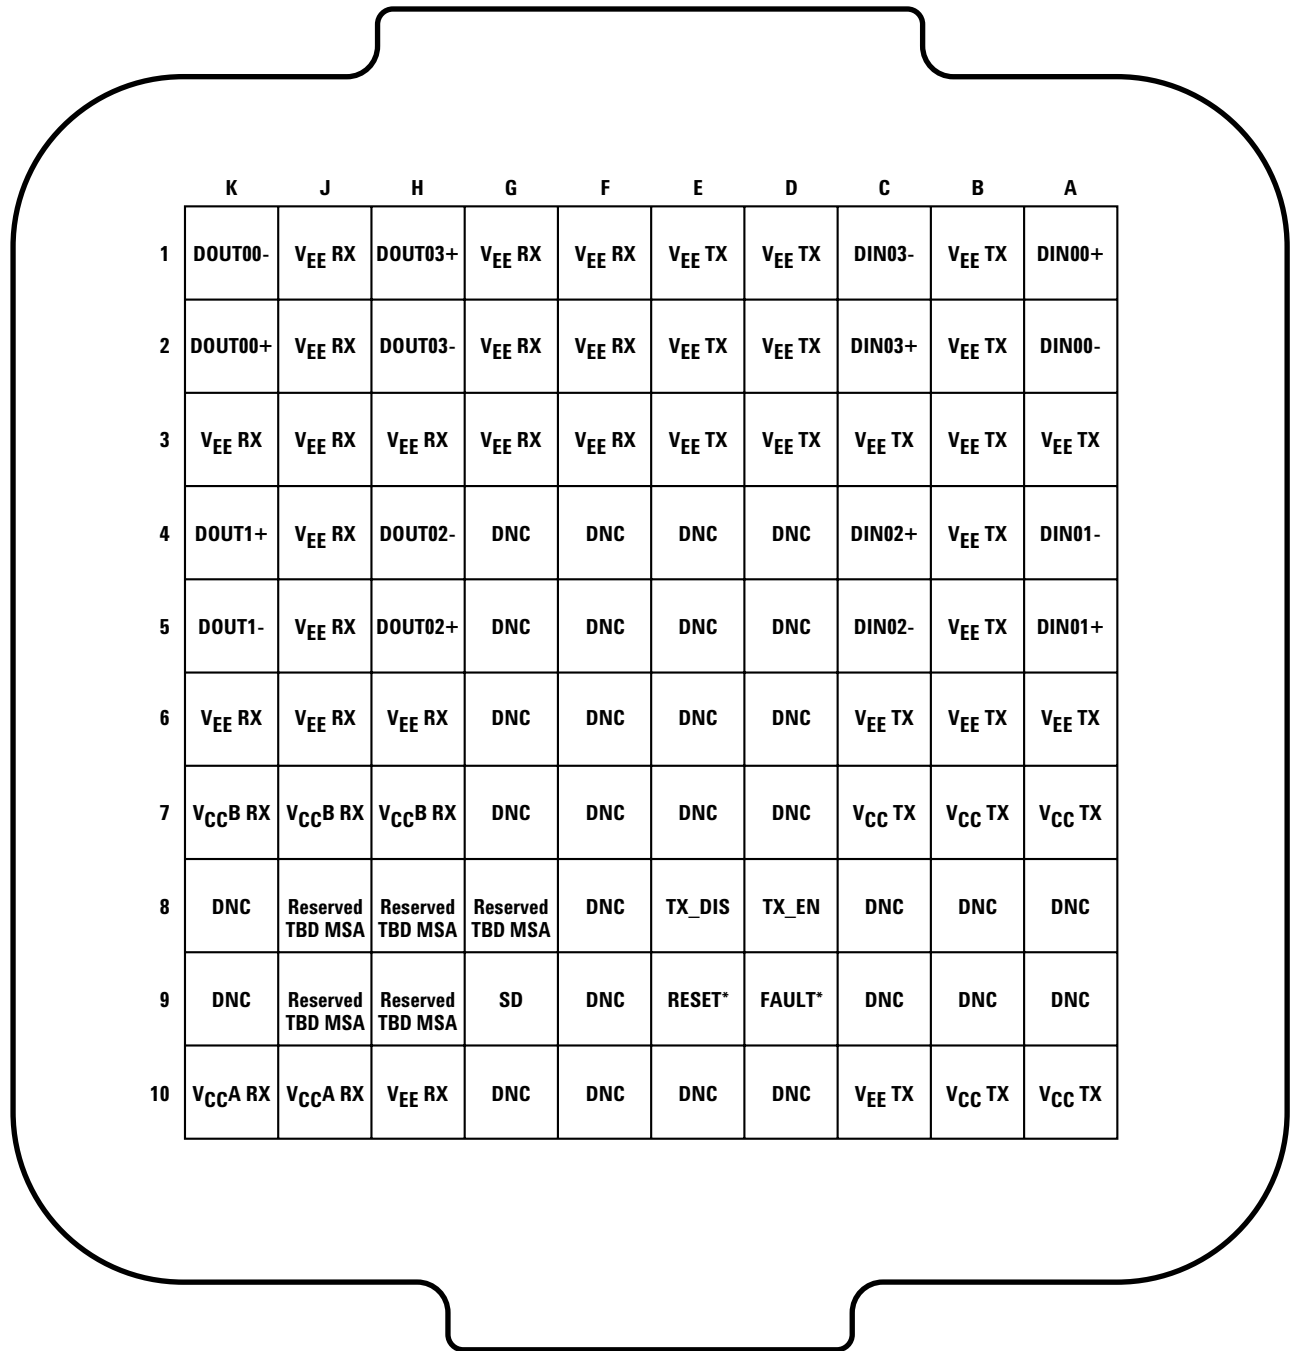 K J H G F E D C B A
1 DOUT00- VEE RX DOUT03+ VEE RX VEE RX VEE TX VEE TX DIN03- VEE TX DIN00+
2 DOUT00+ VEE RX DOUT03- VEE RX VEE RX VEE TX VEE TX DIN03+ VEE TX DIN00-
3 VEE RX VEE RX VEE RX VEE RX VEE RX VEE TX VEE TX VEE TX VEE TX VEE TX
4 DOUT1+ VEE RX DOUT02- DNC DNC DNC DNC DIN02+ VEE TX DIN01-
5 DOUT1- VEE RX DOUT02+ DNC DNC DNC DNC DIN02- VEE TX DIN01+
6 VEE RX VEE RX VEE RX DNC DNC DNC DNC VEE TX VEE TX VEE TX
7 VCCB RX VCCB RX VCCB RX DNC DNC DNC DNC VCC TX VCC TX VCC TX
8 DNC Reserved Reserved Reserved DNC TX_DIS TX_EN DNC DNC DNC
TBD MSA TBD MSA TBD MSA
9 DNC Reserved Reserved SD DNC RESET* FAULT* DNC DNC DNC
TBD MSA TBD MSA
10 VCCA RX VCCA RX VEE RX DNC DNC DNC DNC VEE TX VCC TX VCC TX